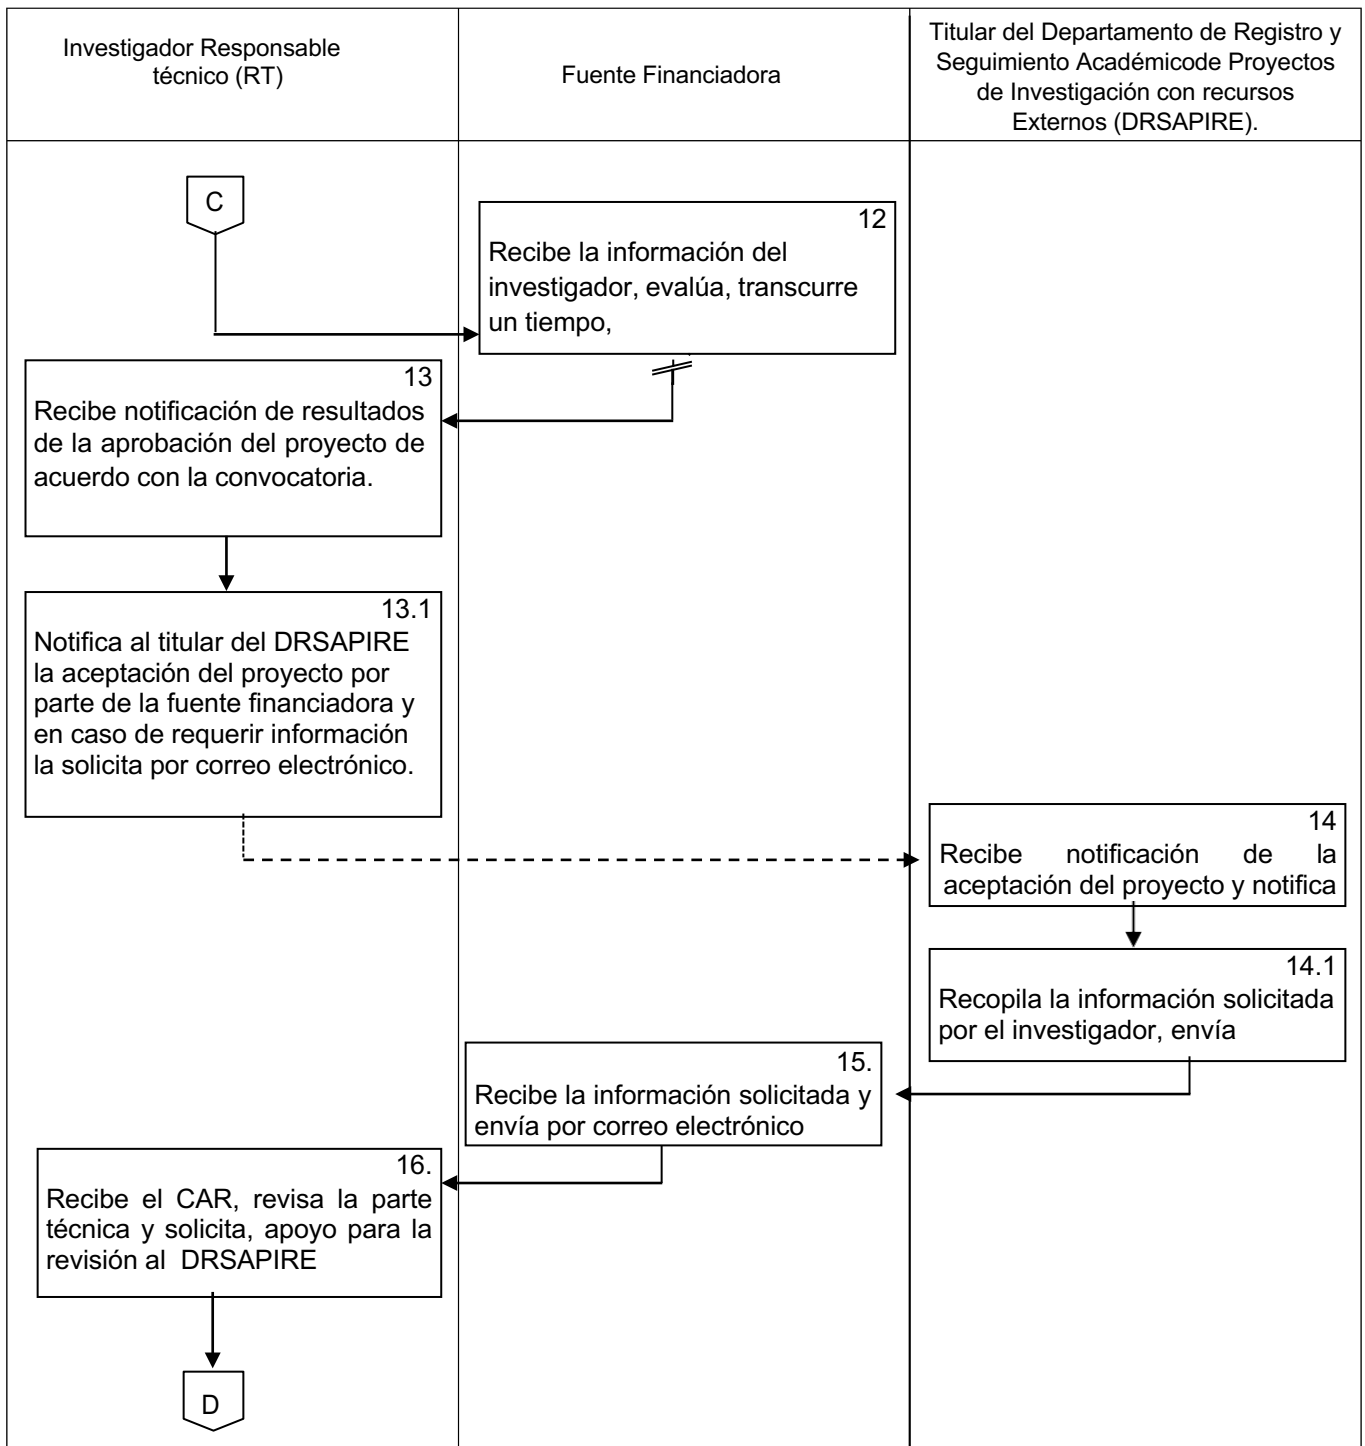 Investigador Responsable
técnico (RT)
Fuente Financiadora
Titular del Departamento de Registro y
Seguimiento Académicode Proyectos
de Investigación con recursos
Externos (DRSAPIRE).
C
12
Recibe la información del
investigador, evalúa, transcurre
un tiempo,
13
Recibe notificación de resultados
de la aprobación del proyecto de
acuerdo con la convocatoria.
13.1
Notifica al titular del DRSAPIRE
la aceptación del proyecto por
parte de la fuente financiadora y
en caso de requerir información
la solicita por correo electrónico.
14
Recibe notificación de la
aceptación del proyecto y notifica
14.1
Recopila la información solicitada
por el investigador, envía
15.
Recibe la información solicitada y
envía por correo electrónico
16.
Recibe el CAR, revisa la parte
técnica y solicita, apoyo para la
revisión al DRSAPIRE
D